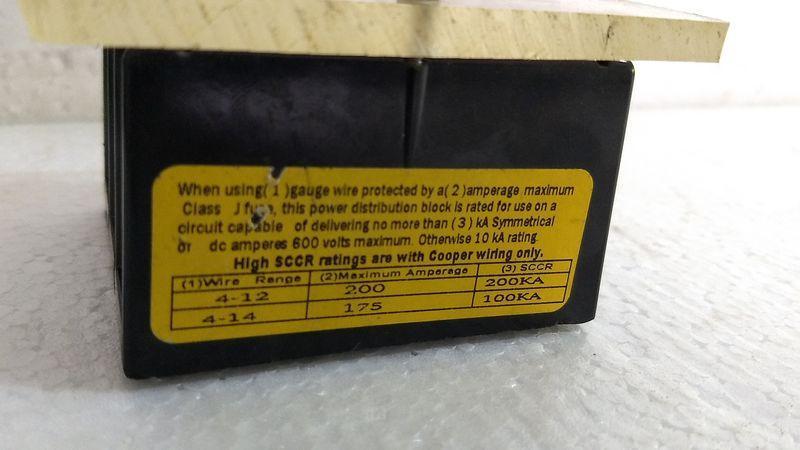 When using( 1 )gauge wire protected by a( 2 )amperage maximum
Class J fuse, this power distribution block is rated for use on a
circuit capable of delivering no more than ( 3 ) kA Symmetrical
or dc amperes 600 volts maximum. Otherwise 10 kA rating.
High SCCR ratings are with Cooper wiring only.
(1)Wire Range (2)Maximum Amperage (3) SCCR
4-12 200 200KA
4-14 175 100KA